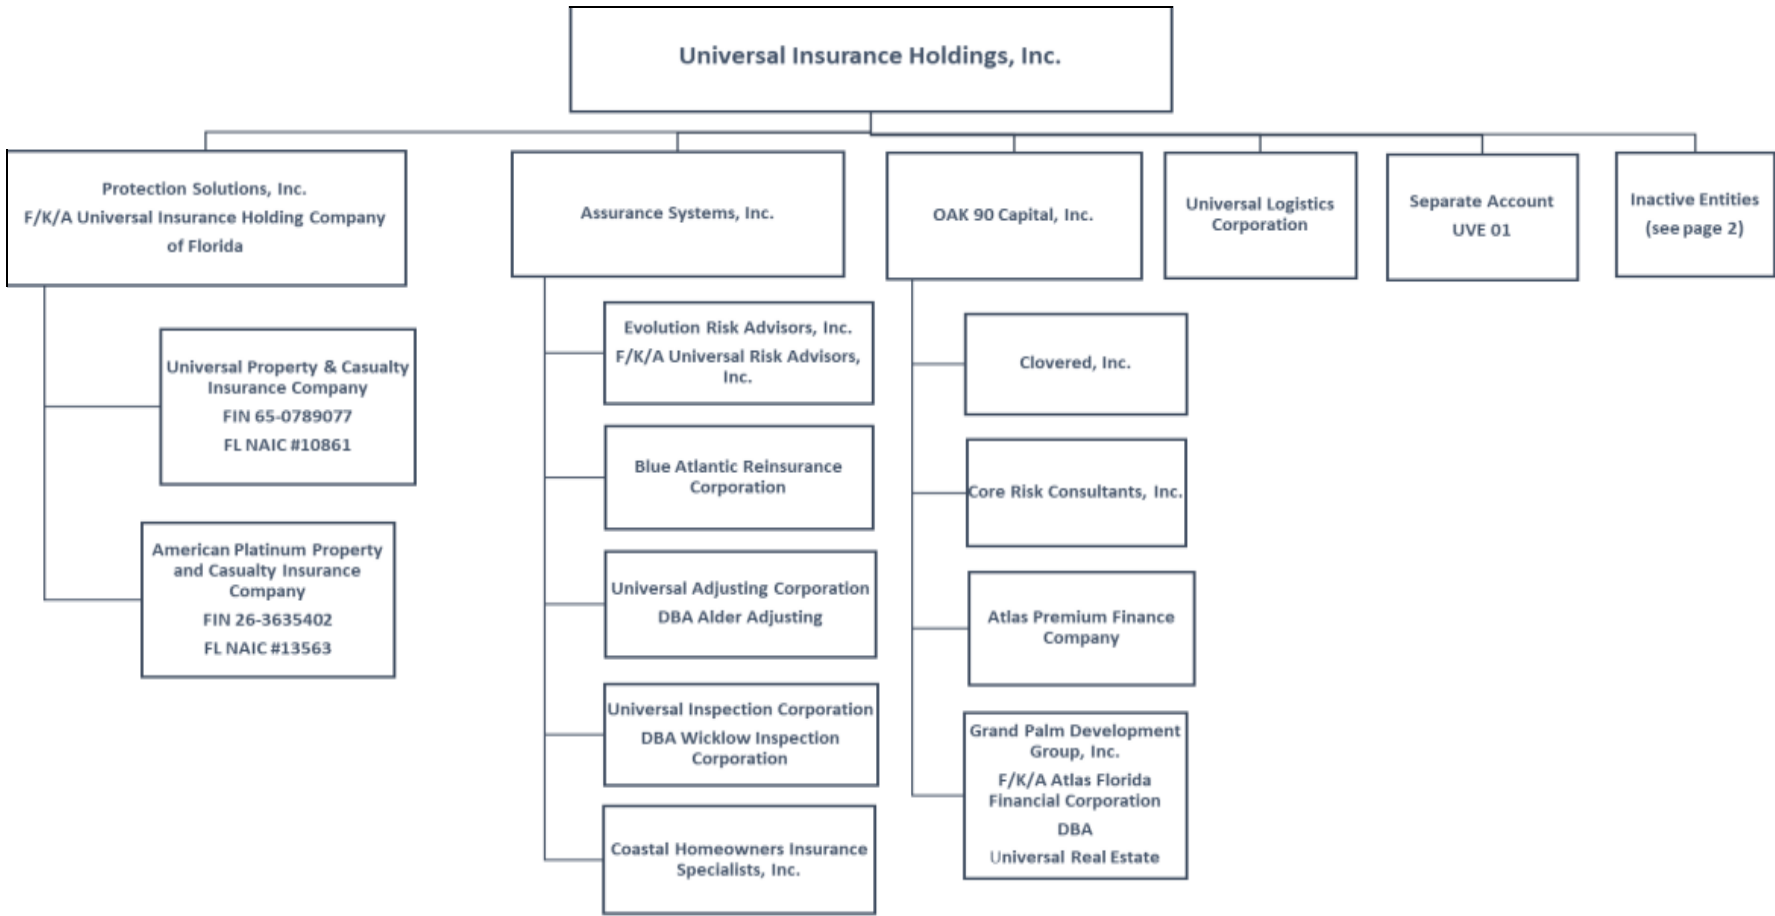 Universal Insurance Holdings, Inc.
Protection Solutions, Inc.
F/K/A Universal Insurance Holding Company
of Florida
Assurance Systems, Inc.
OAK 90 Capital, Inc.
Universal Logistics
Corporation
Separate Account
UVE 01
Inactive Entities
(see page 2)
Universal Property & Casualty
Insurance Company
FIN 65-0789077
FL NAIC #10861
American Platinum Property
and Casualty Insurance
Company
FIN 26-3635402
FL NAIC #13563
Evolution Risk Advisors, Inc.
F/K/A Universal Risk Advisors,
Inc.
Blue Atlantic Reinsurance
Corporation
Universal Adjusting Corporation
DBA Alder Adjusting
Universal Inspection Corporation
DBA Wicklow Inspection
Corporation
Coastal Homeowners Insurance
Specialists, Inc.
Clovered, Inc.
Core Risk Consultants, Inc.
Atlas Premium Finance
Company
Grand Palm Development
Group, Inc.
F/K/A Atlas Florida
Financial Corporation
DBA
Universal Real Estate